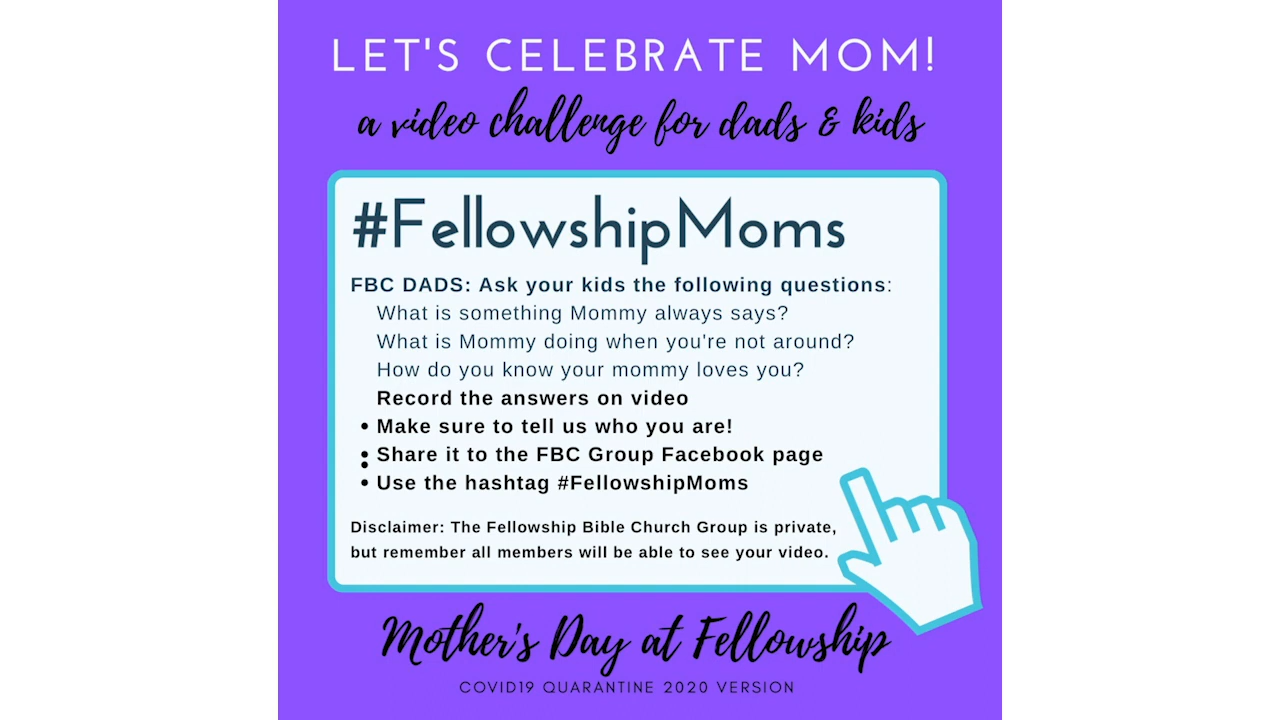 LET'S CELEBRATE MOM!
a video challenge for dads & kids
#FellowshipMoms
FBC DADS: Ask your kids the following questions:
What is something Mommy always says?
What is Mommy doing when you're not around?
How do you know your mommy loves you?
Record the answers on video
• Make sure to tell us who you are!
• Share it to the FBC Group Facebook page
• Use the hashtag #FellowshipMoms
Disclaimer: The Fellowship Bible Church Group is private,
but remember all members will be able to see your video.
Mother's Day at Fellowship
COVID19 QUARANTINE 2020 VERSION